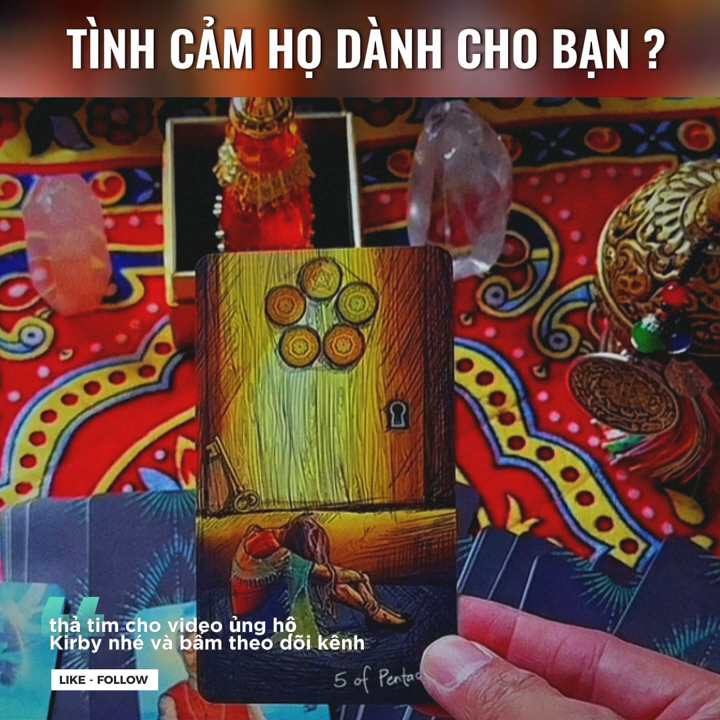 TÌNH CẢM HỌ DÀNH CHO BẠN ?
thả tim cho video ủng hộ
Kirby nhé và bấm theo dõi kênh
LIKE - FOLLOW
5 of